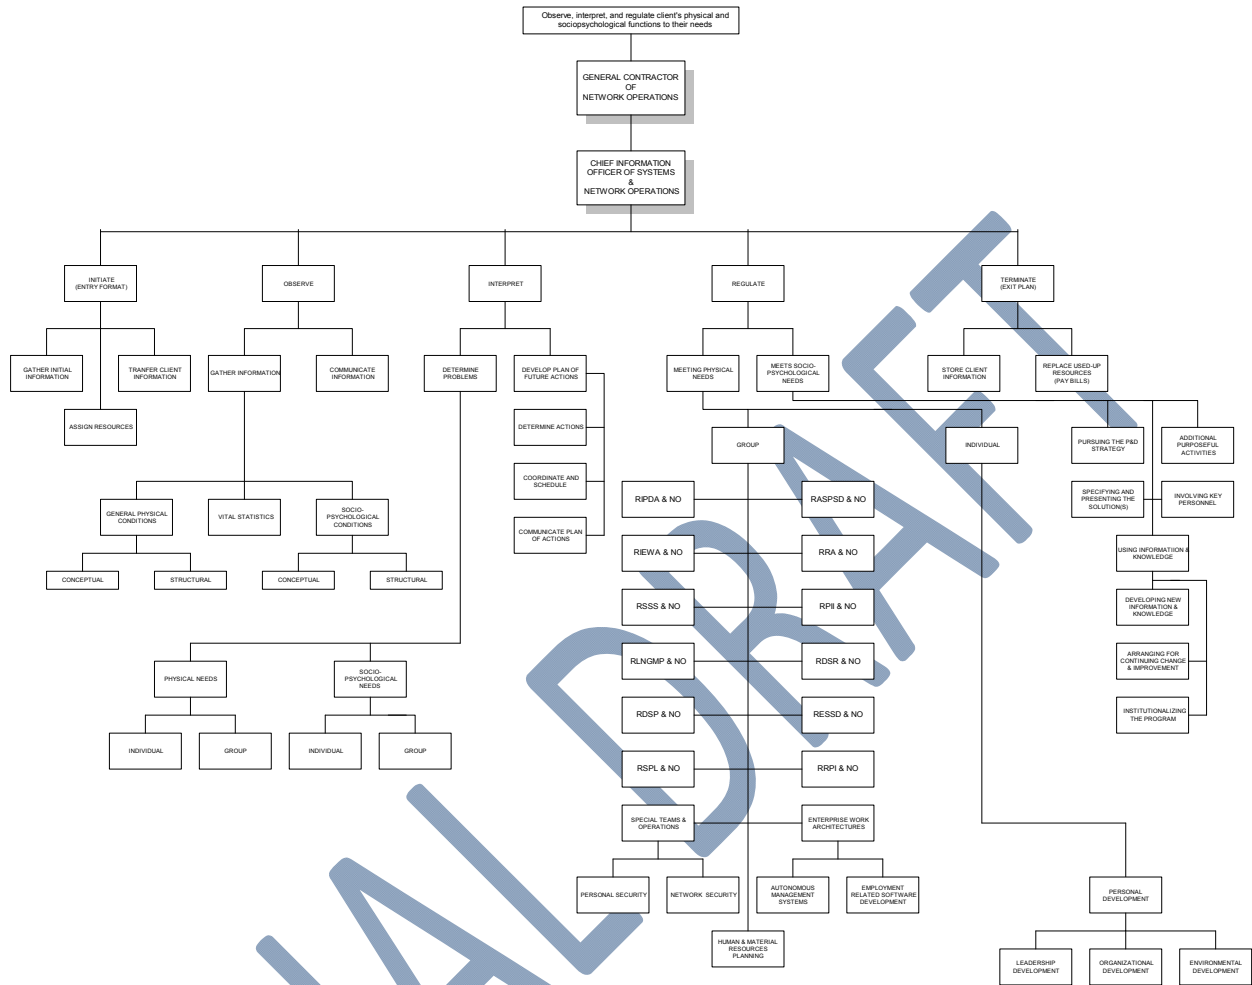 Observe, interpret, and regulate client's physical and
sociopsychological functions to their needs
GENERAL CONTRACTOR
OF
NETWORK OPERATIONS
CHIEF INFORMATION
OFFICER OF SYSTEMS
&
NETWORK OPERATIONS
INITIATE
(ENTRY FORMAT)
OBSERVE
INTERPRET
REGULATE
TERMINATE
(EXIT PLAN)
GATHER INITIAL
INFORMATION
TRANFER CLIENT
INFORMATION
GATHER INFORMATION
COMMUNICATE
INFORMATION
DETERMINE
PROBLEMS
DEVELOP PLAN OF
FUTURE ACTIONS
MEETING PHYSICAL
NEEDS
MEETS SOCIO-
PSYCHOLOGICAL
NEEDS
STORE CLIENT
INFORMATION
REPLACE USED-UP
RESOURCES
(PAY BILLS)
ASSIGN RESOURCES
DETERMINE ACTIONS
GROUP
INDIVIDUAL
PURSUING THE P&D
STRATEGY
ADDITIONAL
PURPOSEFUL
ACTIVITIES
COORDINATE AND
SCHEDULE
RIPDA & NO
RASPSD & NO
SPECIFYING AND
PRESENTING THE
SOLUTION(S)
INVOLVING KEY
PERSONNEL
GENERAL PHYSICAL
CONDITIONS
VITAL STATISTICS
SOCIO-
PSYCHOLOGICAL
CONDITIONS
COMMUNICATE PLAN
OF ACTIONS
RIEWA & NO
RRA & NO
USING INFORMATIION &
KNOWLEDGE
CONCEPTUAL
STRUCTURAL
CONCEPTUAL
STRUCTURAL
RSSS & NO
RPII & NO
DEVELOPING NEW
INFORMATION &
KNOWLEDGE
RLNGMP & NO
RDSR & NO
ARRANGING FOR
CONTINUING CHANGE
& IMPROVEMENT
PHYSICAL NEEDS
SOCIO-
PSYCHOLOGICAL
NEEDS
RDSP & NO
RESSD & NO
INSTITUTIONALIZING
THE PROGRAM
INDIVIDUAL
GROUP
INDIVIDUAL
GROUP
RSPL & NO
RRPI & NO
SPECIAL TEAMS &
OPERATIONS
ENTERPRISE WORK
ARCHITECTURES
PERSONAL SECURITY
NETWORK SECURITY
AUTONOMOUS
MANAGEMENT
SYSTEMS
EMPLOYMENT
RELATED SOFTWARE
DEVELOPMENT
PERSONAL
DEVELOPMENT
HUMAN & MATERIAL
RESOURCES
PLANNING
LEADERSHIP
DEVELOPMENT
ORGANIZATIONAL
DEVELOPMENT
ENVIRONMENTAL
DEVELOPMENT
DRAFT